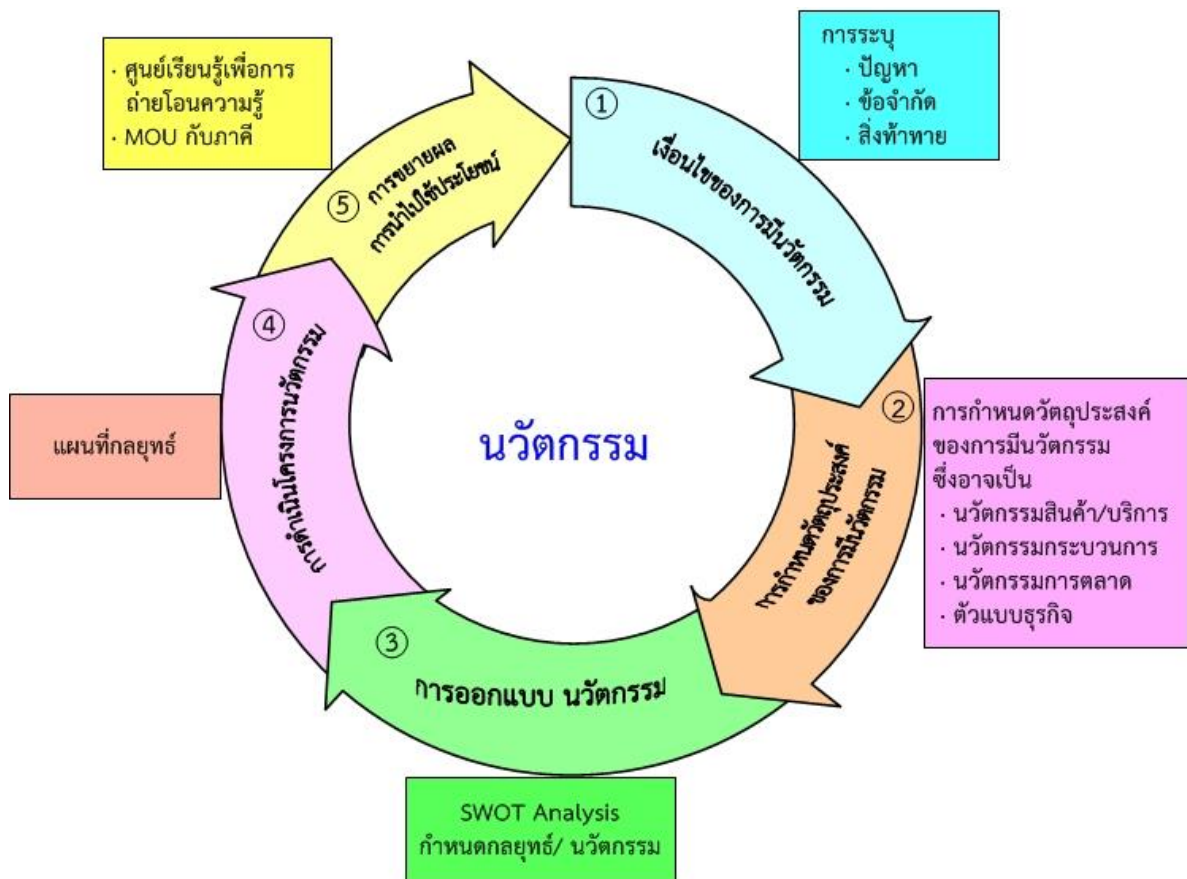 · ศูนย์เรียนรู้เพื่อการ
ถ่ายโอนความรู้
· MOU กับภาคี
การระบุ
· ปัญหา
· ข้อจำกัด
· สิ่งท้าทาย
①
เงื่อนไขของการมีนวัตกรรม
②
การกำหนดวัตถุประสงค์
ของการมีนวัตกรรม
การกำหนดวัตถุประสงค์
ของการมีนวัตกรรม
ซึ่งอาจเป็น
· นวัตกรรมสินค้า/บริการ
· นวัตกรรมกระบวนการ
· นวัตกรรมการตลาด
· ตัวแบบธุรกิจ
③
การออกแบบ นวัตกรรม
SWOT Analysis
กำหนดกลยุทธ์/ นวัตกรรม
④
การดำเนินโครงการนวัตกรรม
แผนที่กลยุทธ์
⑤
การขยายผล
การนำไปใช้ประโยชน์
นวัตกรรม